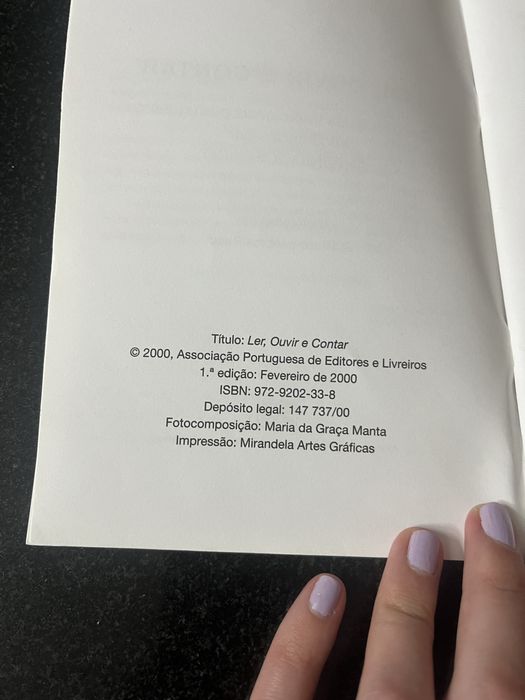 Título: Ler, Ouvir e Contar
© 2000, Associação Portuguesa de Editores e Livreiros
1.ª edição: Fevereiro de 2000
ISBN: 972-9202-33-8
Depósito legal: 147 737/00
Fotocomposição: Maria da Graça Manta
Impressão: Mirandela Artes Gráficas